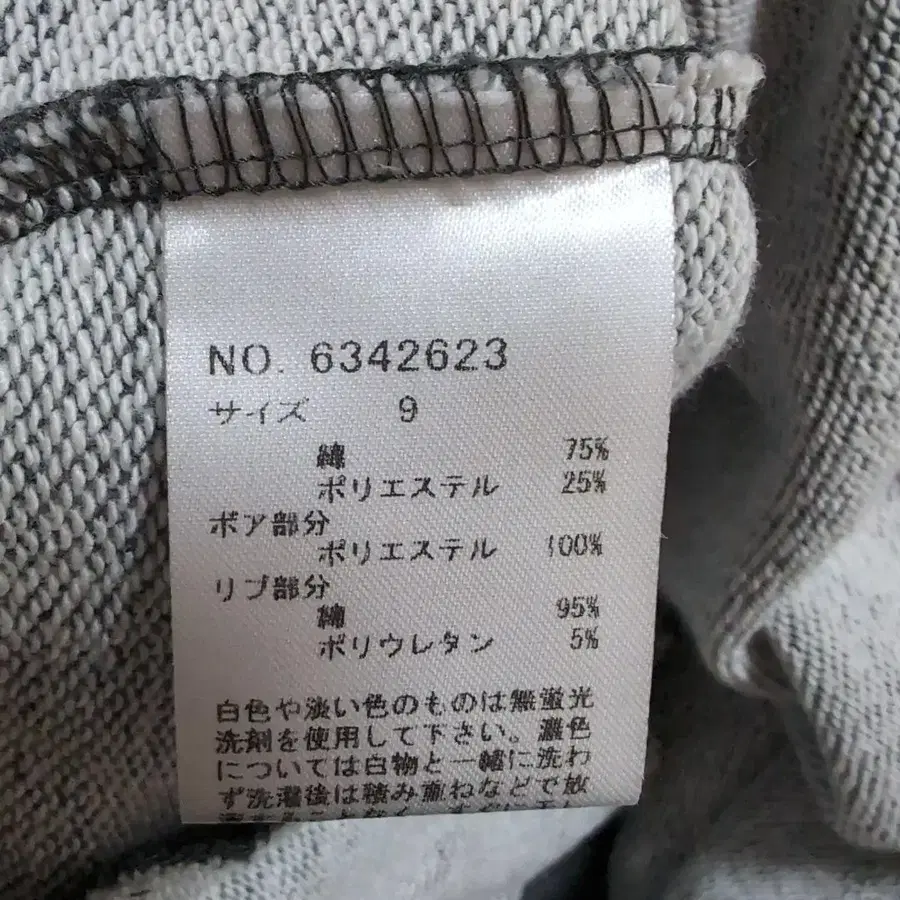 NO. 6342623
サイズ 9
綿 75%
ポリエステル 25%
ボア部分
ポリエステル 100%
リブ部分
綿 95%
ポリウレタン 5%
白色や淡い色のものは無蛍光
洗剤を使用して下さい。濃色
については白物と一緒に洗わ
ず洗濯後は積み重ねなどで放